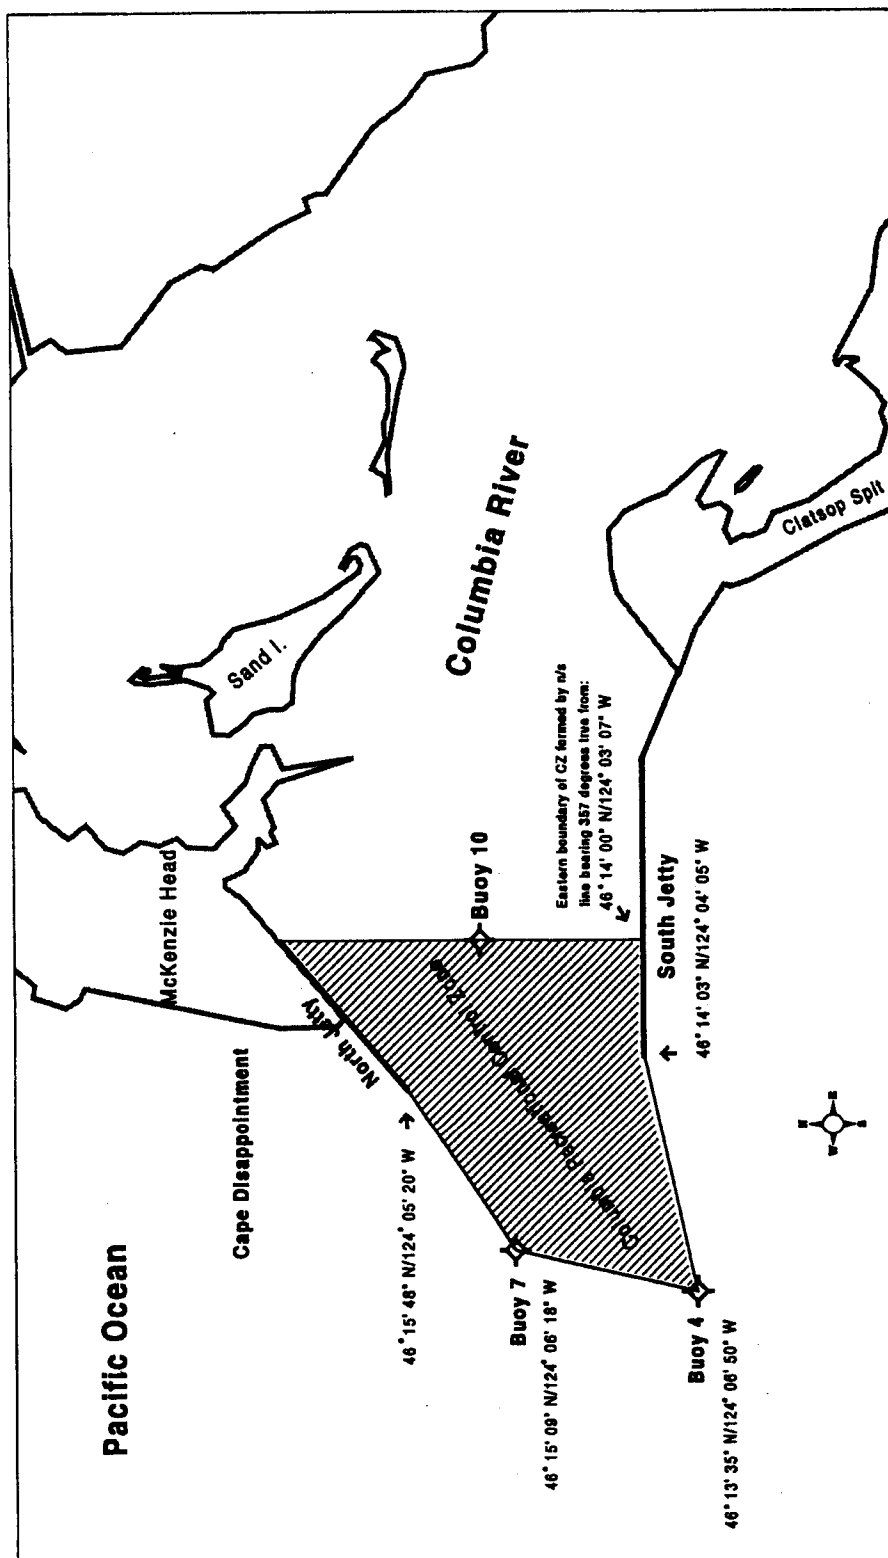 Pacific Ocean
Cape Disappointment
McKenzie Head
North Jetty
46° 15' 48" N/124° 05' 20" W
Sand I.
Columbia River
Buoy 7
46° 15' 09" N/124° 06' 18" W
Buoy 10
Columbia Control Zone
Eastern boundary of CZ formed by n/s
line bearing 357 degrees true from:
46° 14' 00" N/124° 03' 07" W
Buoy 4
46° 13' 35" N/124° 06' 50" W
South Jetty
46° 14' 03" N/124° 04' 05" W
Clatsop Spit
N
W E
S